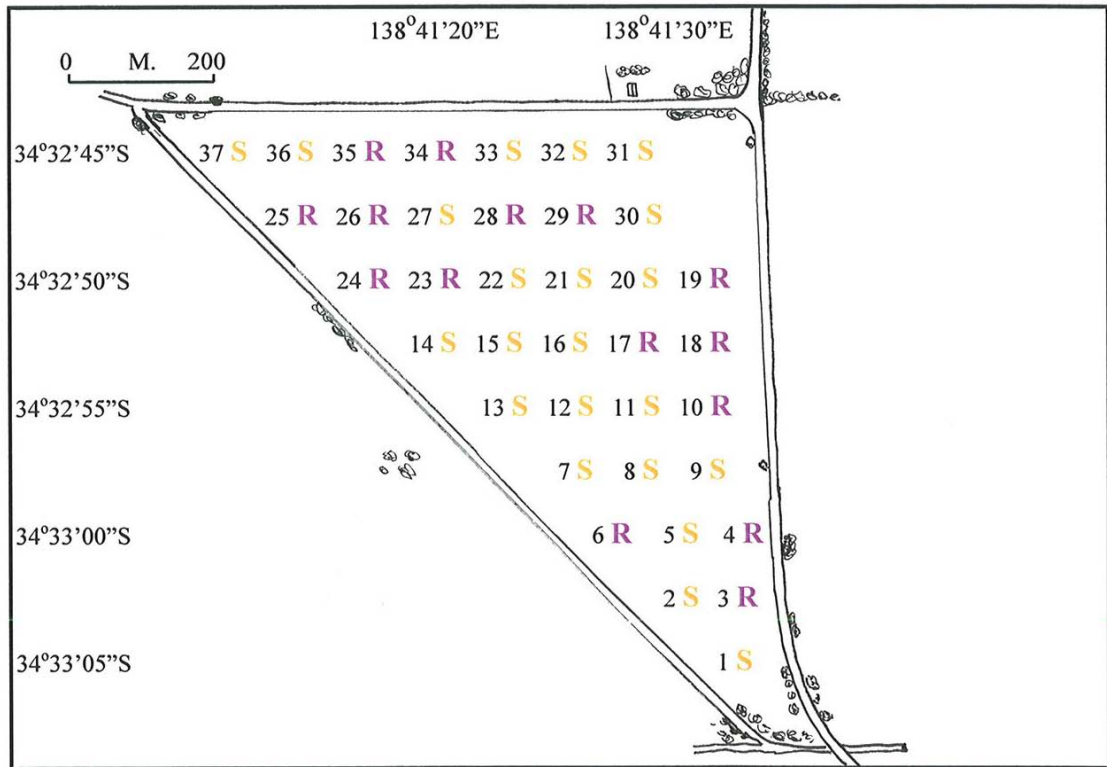 138°41’20”E 138°41’30”E
0 M. 200
34°32’45”S 37 S 36 S 35 R 34 R 33 S 32 S 31 S
25 R 26 R 27 S 28 R 29 R 30 S
34°32’50”S 24 R 23 R 22 S 21 S 20 S 19 R
14 S 15 S 16 S 17 R 18 R
34°32’55”S 13 S 12 S 11 S 10 R
7 S 8 S 9 S
34°33’00”S 6 R 5 S 4 R
2 S 3 R
34°33’05”S 1 S